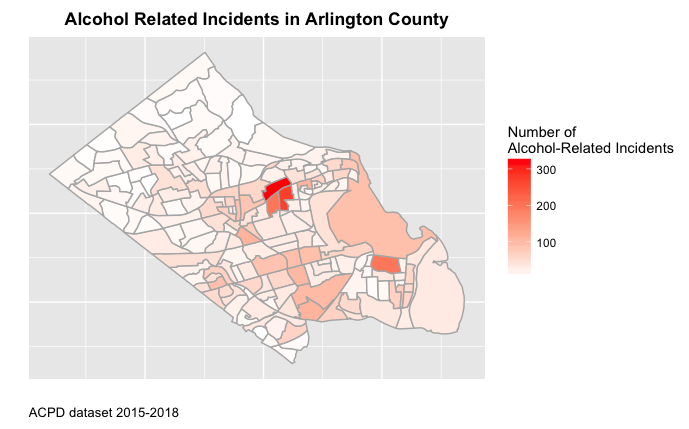 Alcohol Related Incidents in Arlington County
Number of
Alcohol-Related Incidents
300
200
100
ACPD dataset 2015-2018